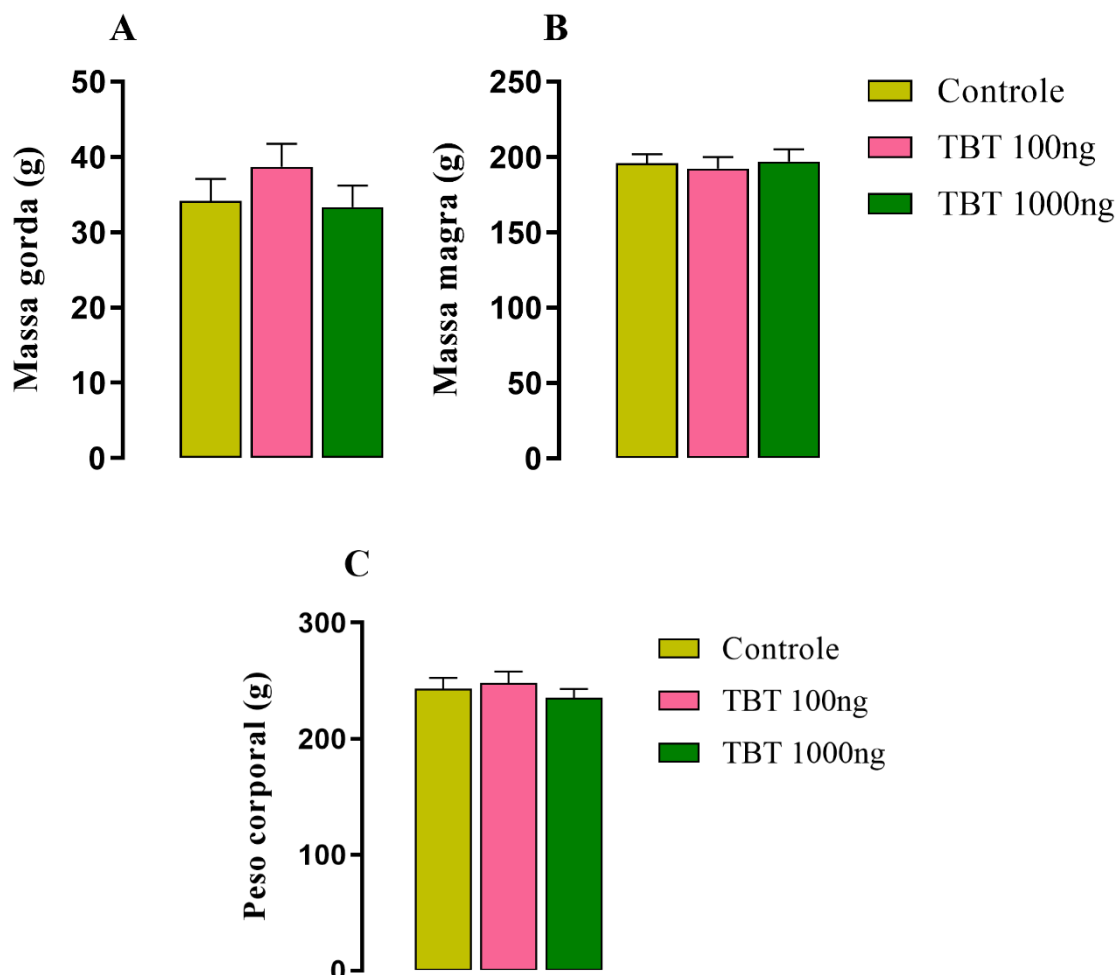 A
Massa gorda (g)
50
40
30
20
10
0
B
Massa magra (g)
250
200
150
100
50
0
Controle
TBT 100ng
TBT 1000ng
C
Peso corporal (g)
300
200
100
0
Controle
TBT 100ng
TBT 1000ng